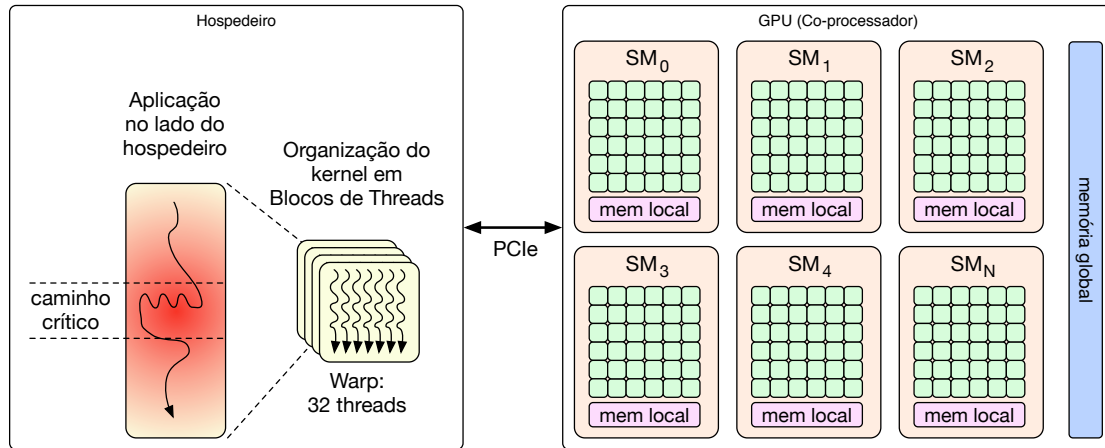 Hospedeiro
Aplicação
no lado do
hospedeiro
Organização do
kernel em
Blocos de Threads
caminho
crítico
Warp:
32 threads
PCIe
GPU (Co-processador)
SM0
mem local
SM1
mem local
SM2
mem local
SM3
mem local
SM4
mem local
SMN
mem local
memória global